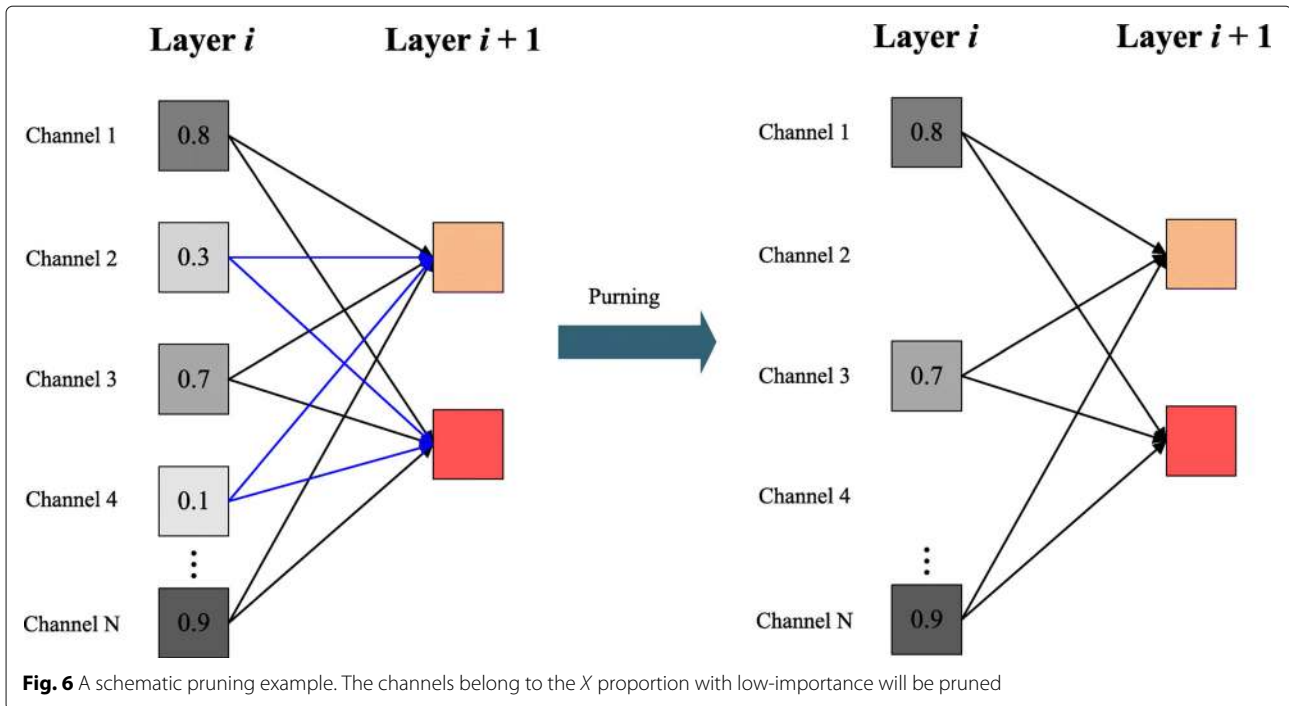 Layer i
Layer i + 1
Channel 1
0.8
Channel 2
0.3
Channel 3
0.7
Channel 4
0.1
⋮
Channel N
0.9
Purning
Layer i
Layer i + 1
Channel 1
0.8
Channel 2
Channel 3
0.7
Channel 4
⋮
Channel N
0.9
Fig. 6 A schematic pruning example. The channels belong to the X proportion with low-importance will be pruned